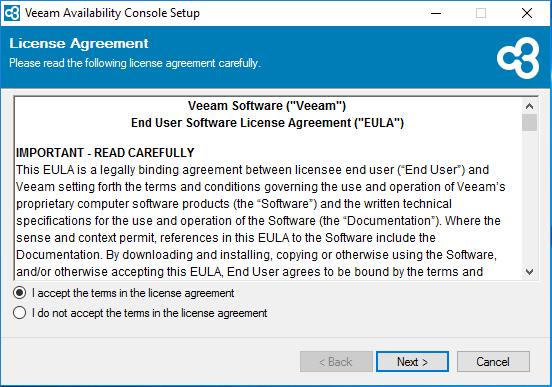 Veeam Availability Console Setup
License Agreement
Please read the following license agreement carefully.
Veeam Software ("Veeam")
End User Software License Agreement ("EULA")
IMPORTANT - READ CAREFULLY
This EULA is a legally binding agreement between licensee end user (“End User”) and
Veeam setting forth the terms and conditions governing the use and operation of Veeam’s
proprietary computer software products (the “Software”) and the written technical
specifications for the use and operation of the Software (the “Documentation”). Where the
sense and context permit, references in this EULA to the Software include the
Documentation. By downloading and installing, copying or otherwise using the Software,
and/or otherwise accepting this EULA, End User agrees to be bound by the terms and
I accept the terms in the license agreement
I do not accept the terms in the license agreement
< Back Next > Cancel